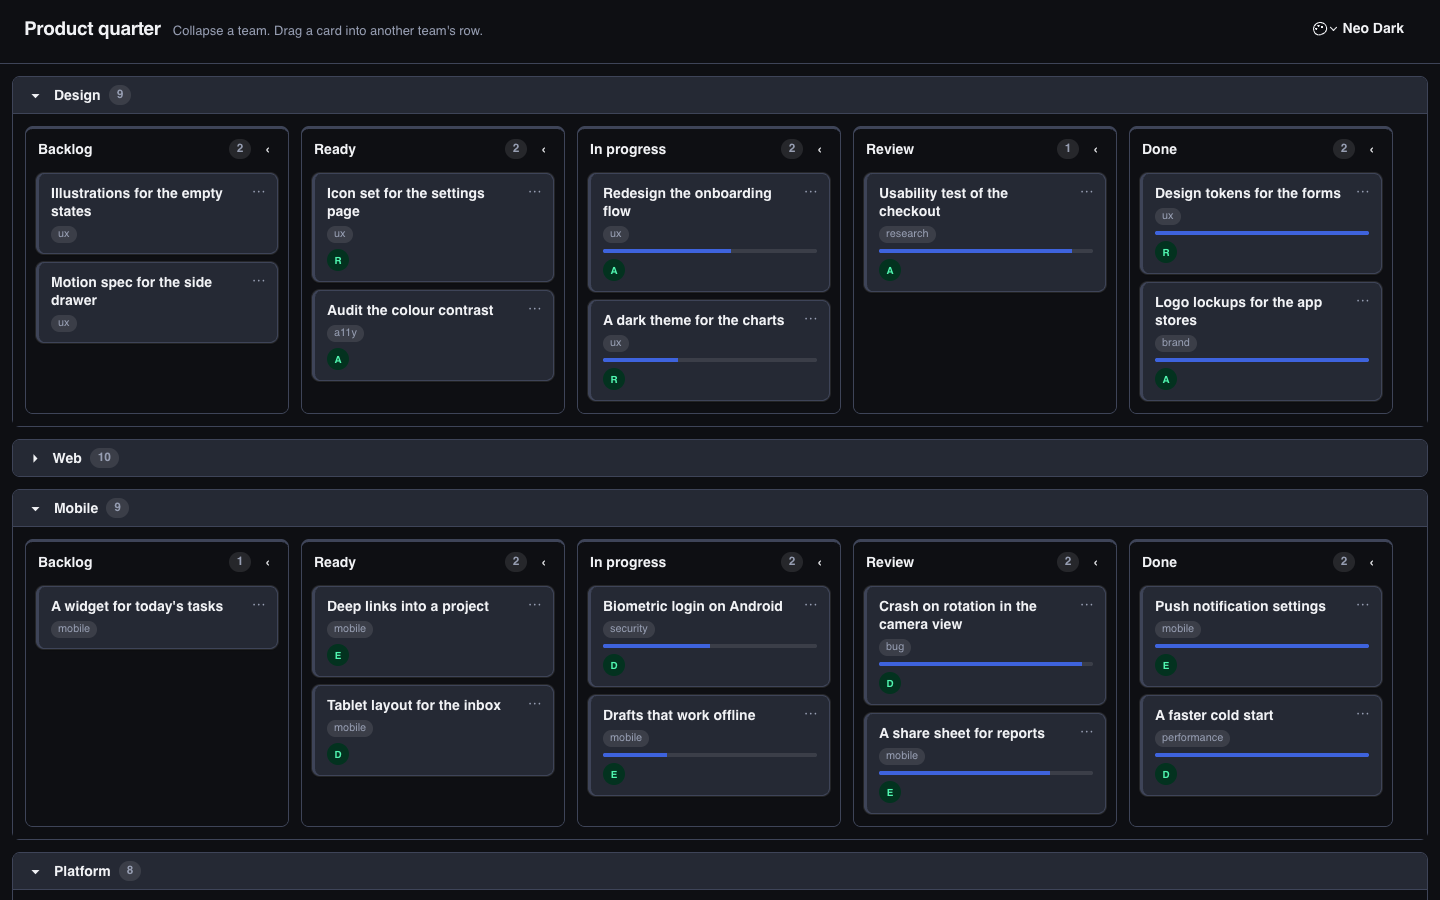 Product quarter
Collapse a team. Drag a card into another team's row.
Neo Dark
Design 9
Backlog 2
Illustrations for the empty
states
ux
Motion spec for the side
drawer
ux
Ready 2
Icon set for the settings
page
ux
R
Audit the colour contrast
a11y
A
In progress 2
Redesign the onboarding
flow
ux
A
A dark theme for the charts
ux
R
Review 1
Usability test of the
checkout
research
A
Done 2
Design tokens for the forms
ux
R
Logo lockups for the app
stores
brand
A
Web 10
Mobile 9
Backlog 1
A widget for today's tasks
mobile
Ready 2
Deep links into a project
mobile
E
Tablet layout for the inbox
mobile
D
In progress 2
Biometric login on Android
security
D
Drafts that work offline
mobile
E
Review 2
Crash on rotation in the
camera view
bug
D
A share sheet for reports
mobile
E
Done 2
Push notification settings
mobile
E
A faster cold start
performance
D
Platform 8